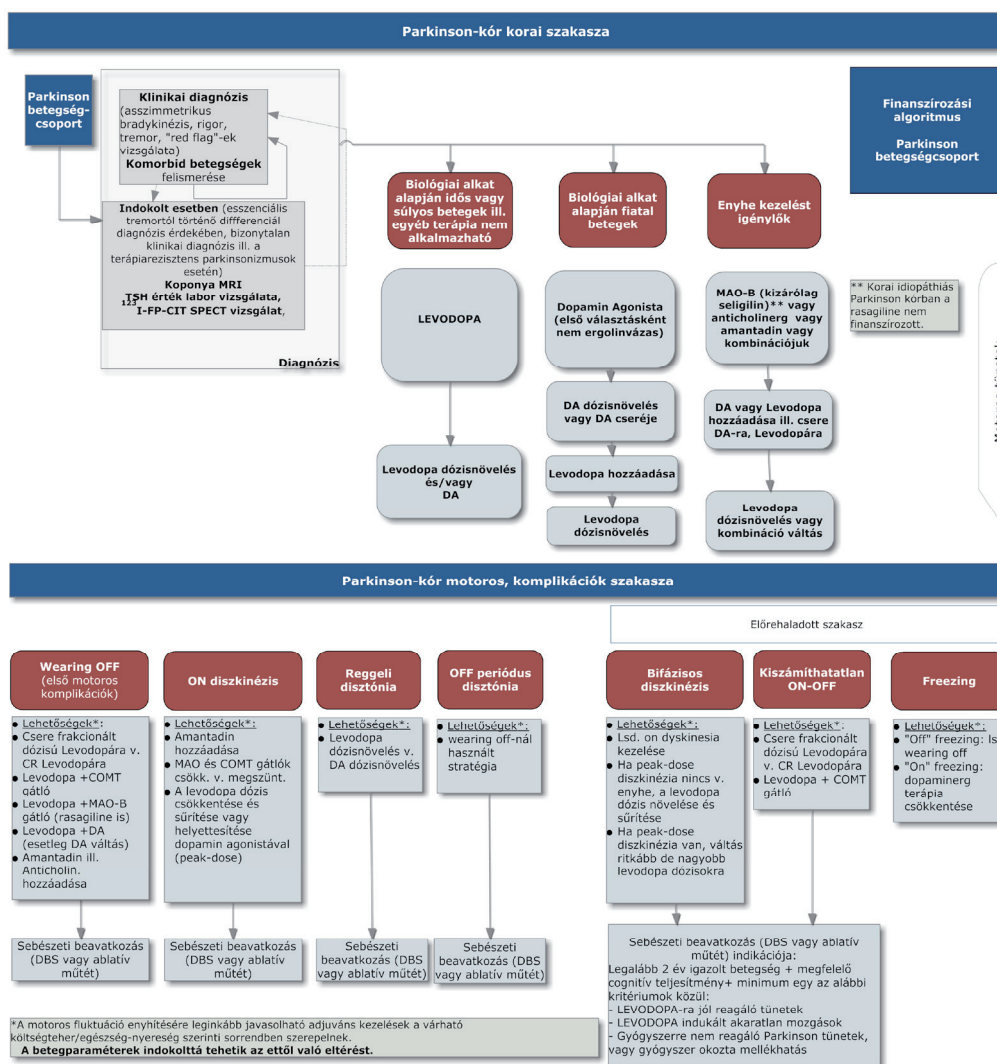 Parkinson-kór korai szakasza
Parkinson
betegség-
csoport
Klinikai diagnózis
(asszimmetrikus
bradykinézis, rigor,
tremor, "red flag"-ek
vizsgálata)
Komorbid betegségek
felismerése
Indokolt esetben (esszenciális
tremortól történő diffferenciál
diagnózis érdekében, bizonytalan
klinikai diagnózis ill. a
terápiarezisztens parkinsonizmusok
esetén)
Koponya MRI
TSH érték labor vizsgálata,
123I-FP-CIT SPECT vizsgálat,
Diagnózis
Biológiai alkat
alapján idős vagy
súlyos betegek ill.
egyéb terápia nem
alkalmazható
LEVODOPA
Levodopa dózisnövelés
és/vagy
DA
Biológiai alkat
alapján fiatal
betegek
Dopamin Agonista
(első választásként
nem ergolinvázas)
DA dózisnövelés
vagy DA cseréje
Levodopa hozzáadása
Levodopa
dózisnövelés
Enyhe kezelést
igénylők
MAO-B (kizárólag
seligilin)** vagy
anticholinerg vagy
amantadin vagy
kombinációjuk
DA vagy Levodopa
hozzáadása ill. csere
DA-ra, Levodopára
Levodopa
dózisnövelés vagy
kombináció váltás
Finanszírozási
algoritmus
Parkinson
betegségcsoport
** Korai idiopáthiás
Parkinson kórban a
rasagiline nem
finanszírozott.
Parkinson-kór motoros, komplikációk szakasza
Előrehaladott szakasz
Wearing OFF
(első motoros
komplikációk)
● Lehetőségek*:
● Csere frakcionált
dózisú Levodopára v.
CR Levodopára
● Levodopa +COMT
gátló
● Levodopa +MAO-B
gátló (rasagiline is)
● Levodopa +DA
(esetleg DA váltás)
● Amantadin ill.
Anticholin.
hozzáadása
Sebészeti beavatkozás
(DBS vagy ablatív
műtét)
ON diszkinézis
● Lehetőségek*:
● Amantadin
hozzáadása
● MAO és COMT gátlók
csökk. v. megszünt.
● A levodopa dózis
csökkentése és
sűrítése vagy
helyettesítése
dopamin agonistával
(peak-dose)
Sebészeti beavatkozás
(DBS vagy ablatív
műtét)
Reggeli
disztónia
● Lehetőségek*:
● Levodopa
dózisnövelés v.
DA dózisnövelés
Sebészeti
beavatkozás (DBS
vagy ablatív műtét)
OFF periódus
disztónia
● Lehetőségek*:
● wearing off-nál
használt
stratégia
Sebészeti
beavatkozás (DBS
vagy ablatív műtét)
Bifázisos
diszkinézis
● Lehetőségek*:
● Lsd. on dyskinesia
kezelése
● Ha peak-dose
diszkinézia nincs v.
enyhe, a levodopa
dózis növelése és
sűrítése
● Ha peak-dose
diszkinézia van, váltás
ritkább de nagyobb
levodopa dózisokra
Kiszámíthatatlan
ON-OFF
● Lehetőségek*:
● Csere frakcionált
dózisú Levodopára
v. CR Levodopára
● Levodopa + COMT
gátló
Freezing
● Lehetőségek*:
● "Off" freezing:
wearing off
● "On" freezing:
dopaminerg
terápia
csökkentése
Sebészeti beavatkozás (DBS vagy ablatív
műtét) indikációja:
Legalább 2 év igazolt betegség + megfelelő
cognitív teljesítmény+ minimum egy az alábbi
kritériumok közül:
- LEVODOPA-ra jól reagáló tünetek
- LEVODOPA indukált akaratlan mozgások
- Gyógyszerre nem reagáló Parkinson tünetek,
vagy gyógyszer okozta mellékhatás
*A motoros fluktuáció enyhítésére leginkább javasolható adjuváns kezelések a várható
költségteher/egészség-nyereség szerinti sorrendben szerepelnek.
A betegparaméterek indokolttá tehetik az ettől való eltérést.